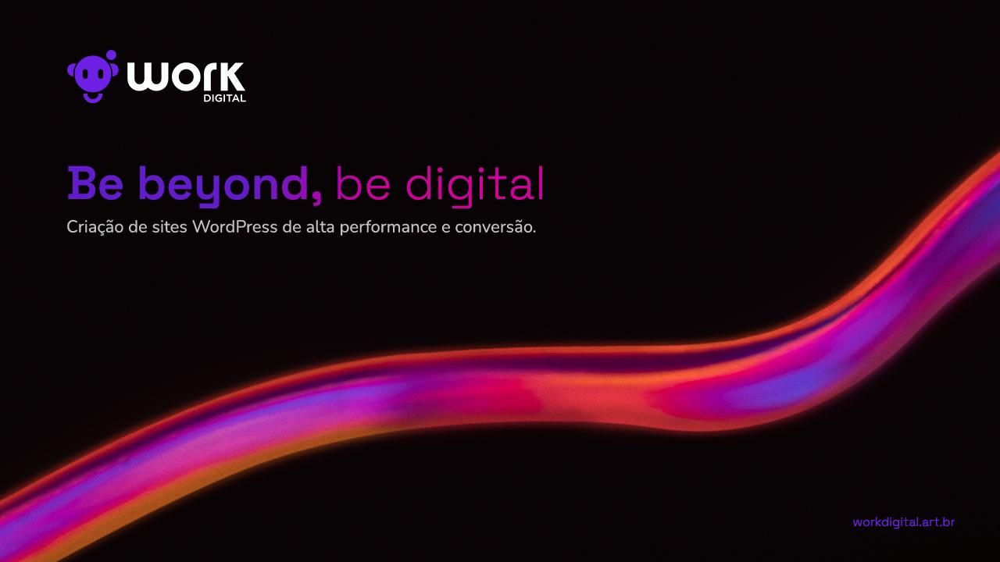 work
DIGITAL
Be beyond, be digital
Criação de sites WordPress de alta performance e conversão.
workdigital.art.br